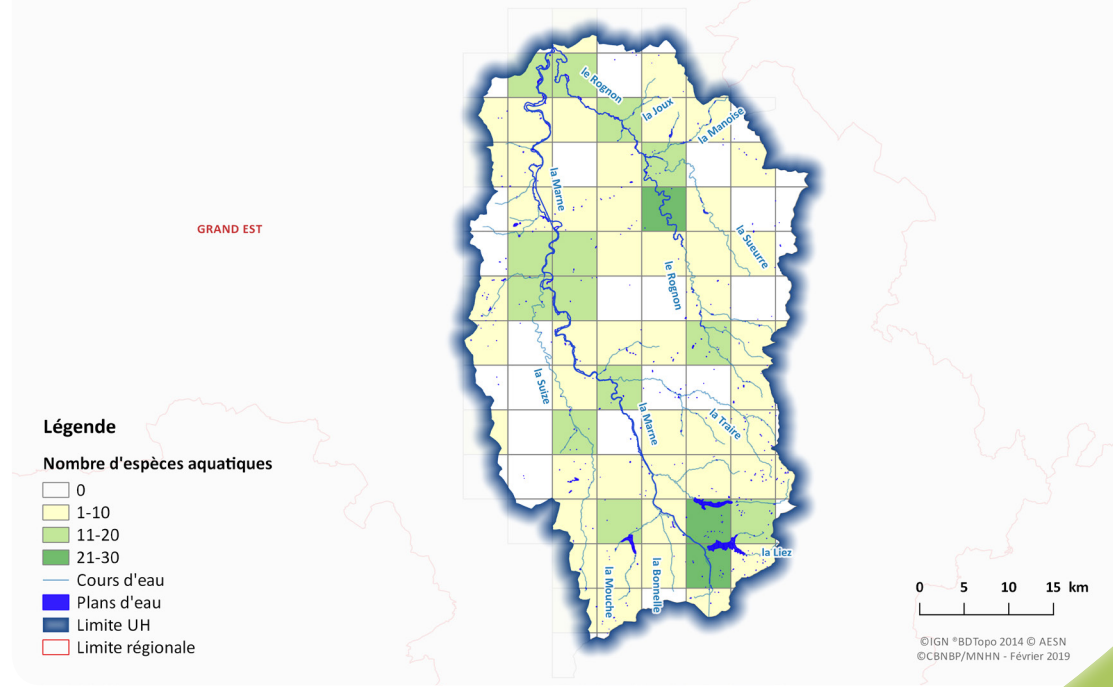 le Rognon
la Joux
la Manoise
la Marne
GRAND EST
la Sueurre
le Rognon
la Suize
la Marne
la Traire
Légende
Nombre d'espèces aquatiques
0
1-10
11-20
21-30
Cours d'eau
Plans d'eau
Limite UH
Limite régionale
la Liez
la Mouche
la Bonnelle
0 5 10 15 km
©IGN ®BDTopo 2014 © AESN
©CBNBP/MNHN - Février 2019